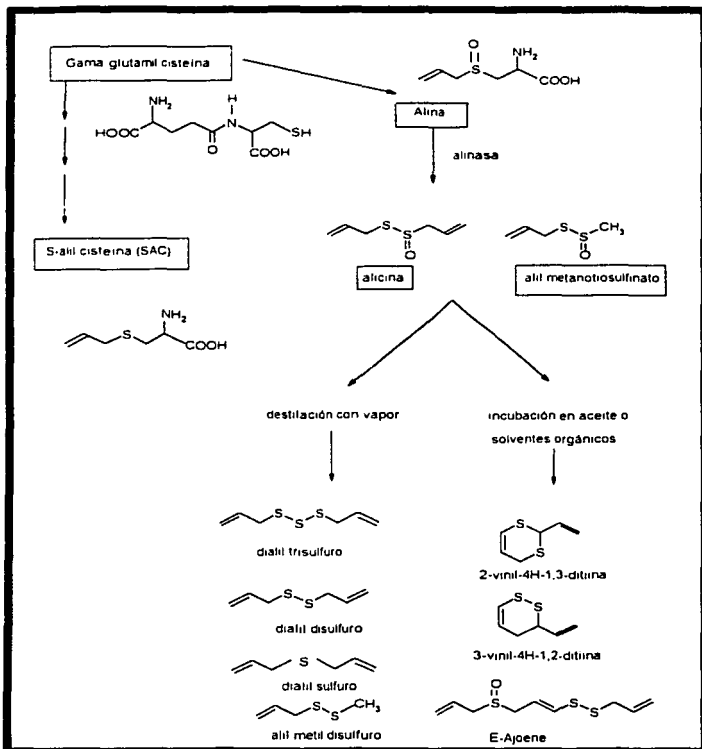 Gama glutamil cisteína
NH₂
HOOC
O
H
N
SH
COOH
S-alil cisteína (SAC)
S
NH₂
COOH
O
S
NH₂
COOH
Alina
alinasa
S
S
O
alicina
S
S
CH₃
O
alil metanotiosulfinato
destilación con vapor
S S S
dialil trisulfuro
S S
dialil disulfuro
S
dialil sulfuro
S S CH₃
alil metil disulfuro
incubación en aceite o
solventes orgánicos
S
S
2-vinil-4H-1,3-ditiina
S S
3-vinil-4H-1,2-ditiina
O
S
S S
E-Ajoene